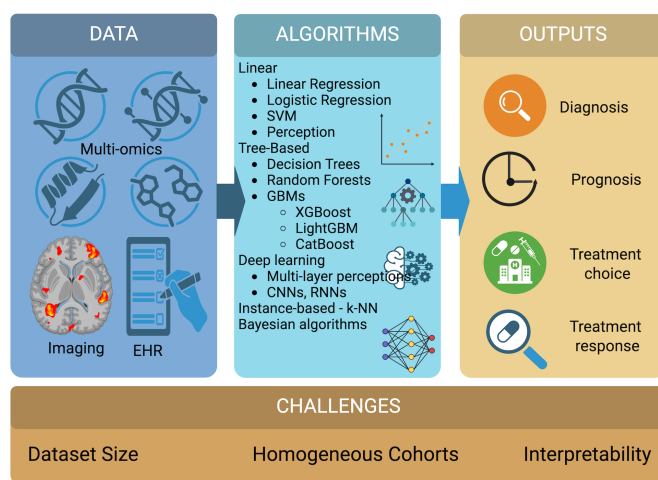 DATA
Multi-omics
Imaging
EHR
ALGORITHMS
Linear
• Linear Regression
• Logistic Regression
• SVM
• Perception
Tree-Based
• Decision Trees
• Random Forests
• GBMs
○ XGBoost
○ LightGBM
○ CatBoost
Deep learning
• Multi-layer perceptions
• CNNs, RNNs
Instance-based - k-NN
Bayesian algorithms
OUTPUTS
Diagnosis
Prognosis
H
Treatment
choice
Treatment
response
CHALLENGES
Dataset Size
Homogeneous Cohorts
Interpretability